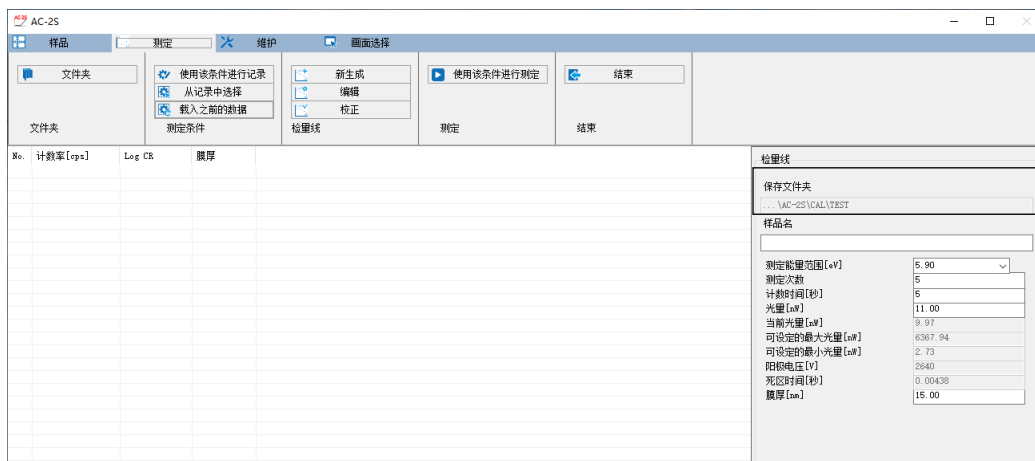 AC-2S
样品 测定 维护 画面选择
文件夹 使用该条件进行记录 新生成 使用该条件进行测定 结束
从记录中选择 编辑
载入之前的数据 校正
文件夹 测定条件 检量线 测定 结束
No. 计数率[cps] Log CR 膜厚
检量线
保存文件夹
...\AC-2S\CAL\TEST
样品名
测定能量范围[eV] 5.90
测定次数 5
计数时间[秒] 5
光量[nW] 11.00
当前光量[nW] 9.97
可设定的最大光量[nW] 6367.94
可设定的最小光量[nW] 2.73
阳极电压[V] 2640
死区时间[秒] 0.00438
膜厚[nm] 15.00